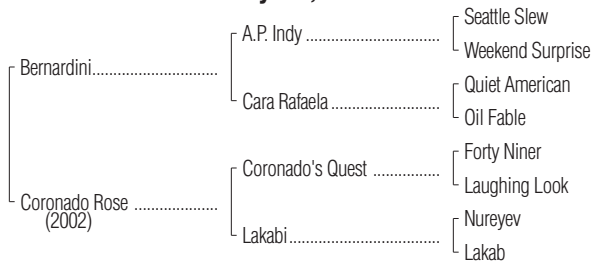 Seattle Slew
A.P. Indy
Weekend Surprise
Bernardini
Quiet American
Cara Rafaela
Oil Fable
Forty Niner
Coronado's Quest
Laughing Look
Coronado Rose
(2002)
Nureyev
Lakabi
Lakab